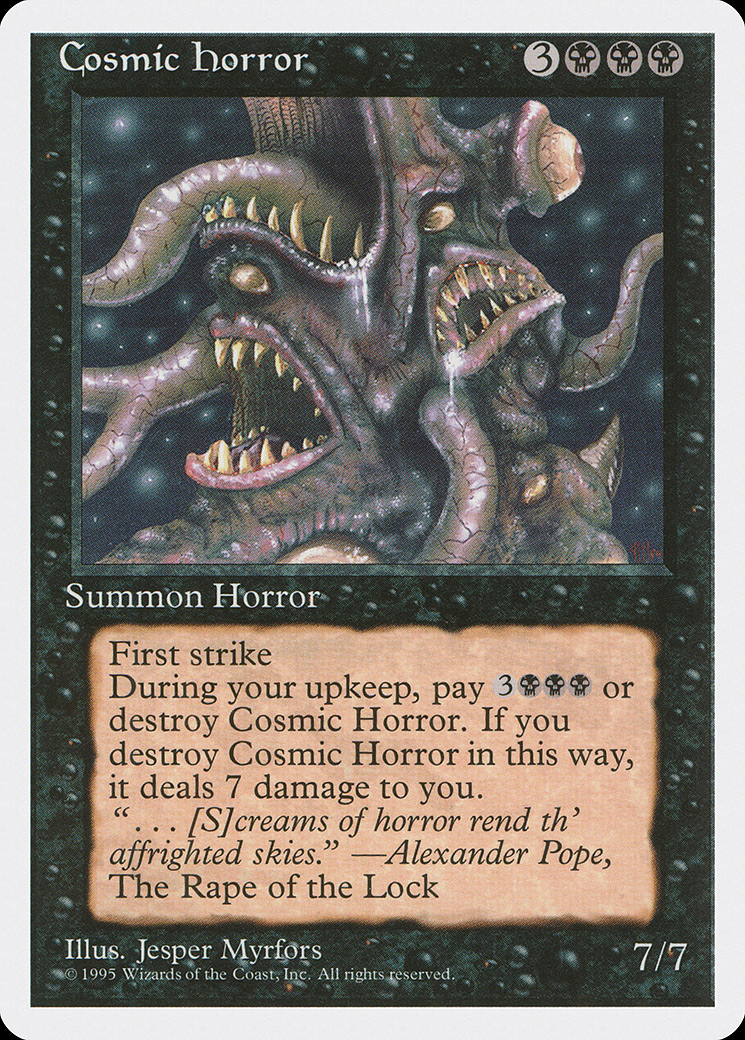 Cosmic Horror 3
Summon Horror
First strike
During your upkeep, pay 3 or
destroy Cosmic Horror. If you
destroy Cosmic Horror in this way,
it deals 7 damage to you.
“ . . . [S]creams of horror rend th’
affrighted skies.” —Alexander Pope,
The Rape of the Lock
Illus. Jesper Myrfors
7/7
© 1995 Wizards of the Coast, Inc. All rights reserved.